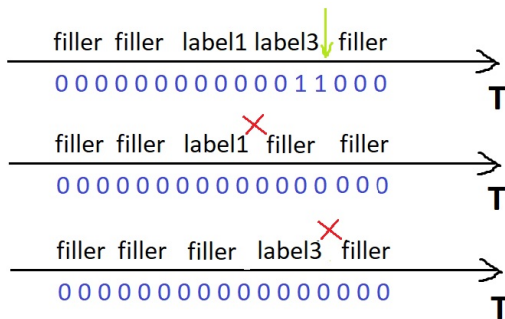 filler filler label1 label3 filler
0 0 0 0 0 0 0 0 0 0 0 0 1 1 0 0 0
T
filler filler label1 filler filler
0 0 0 0 0 0 0 0 0 0 0 0 0 0 0 0 0
T
filler filler filler label3 filler
0 0 0 0 0 0 0 0 0 0 0 0 0 0 0 0 0
T